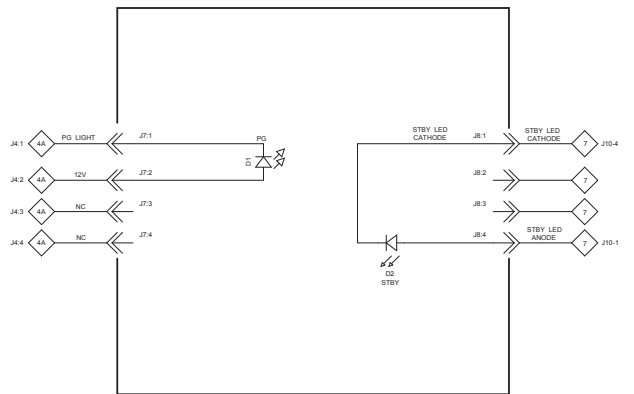 STBY LED
CATHODE
J8:1
STBY LED
CATHODE
J4:1
4A
PG LIGHT
J7:1
PG
7
J10-4
D1
J4:2
4A
12V
J7:2
J8:2
7
J4:3
4A
NC
J7:3
J8:3
7
J4:4
4A
NC
J7:4
J8:4
STBY LED
ANODE
7
J10-1
D2
STBY